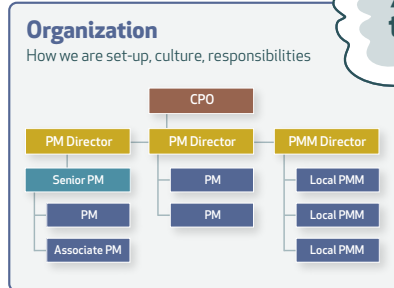 Organization
How we are set-up, culture, responsibilities
CPO
PM Director
PM Director
PMM Director
Senior PM
PM
Local PMM
PM
PM
Local PMM
Associate PM
Local PMM